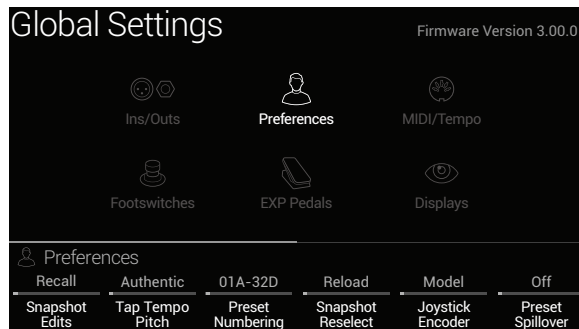 Global Settings
Firmware Version 3.00.0
Ins/Outs
Preferences
MIDI/Tempo
Footswitches
EXP Pedals
Displays
Preferences
Recall
Authentic
01A-32D
Reload
Model
Off
Snapshot
Edits
Tap Tempo
Pitch
Preset
Numbering
Snapshot
Reselect
Joystick
Encoder
Preset
Spillover